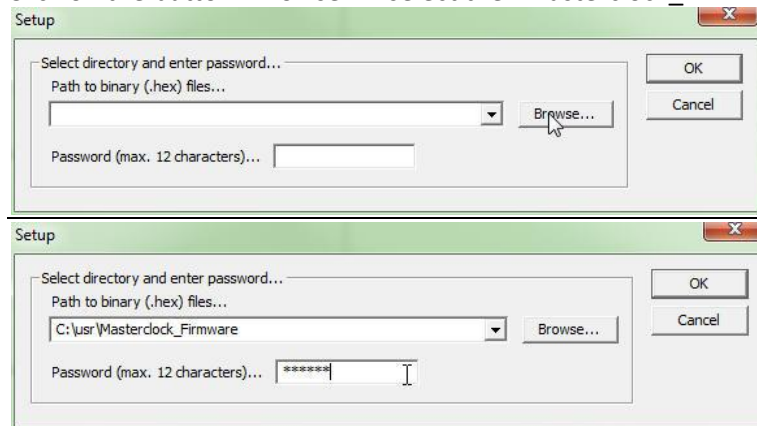 Setup
Select directory and enter password...
Path to binary (.hex) files...
Browse...
Password (max. 12 characters)...
OK
Cancel
Setup
Select directory and enter password...
Path to binary (.hex) files...
C:\usr\Masterclock_Firmware
Browse...
Password (max. 12 characters)...
******
OK
Cancel